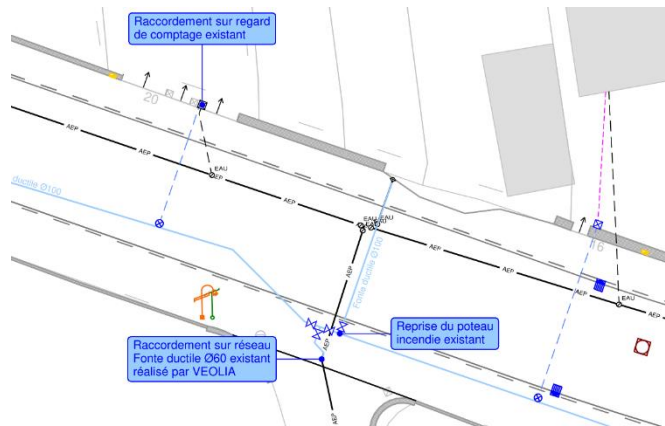 Raccordement sur regard
de comptage existant
20
AEP
AEP
EAU
EP
AEP
ductile Ø100
AEP
EAU
EAU
AEP
AEP
Fonte ductile Ø100
16
AEP
AEP
EAU
AEP
Reprise du poteau
incendie existant
Raccordement sur réseau
Fonte ductile Ø60 existant
réalisé par VEOLIA
AEP